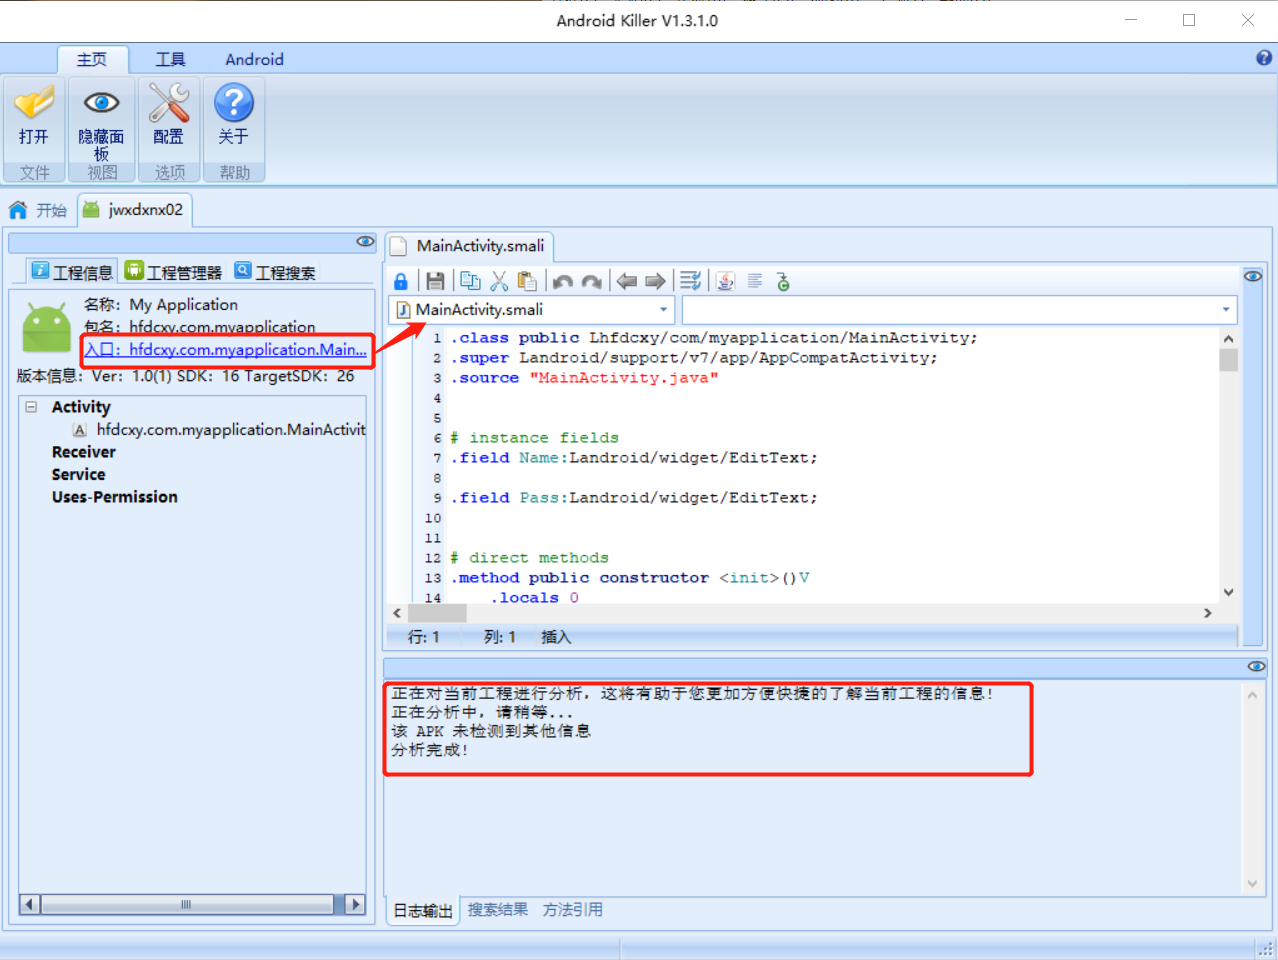 Android Killer V1.3.1.0
主页 工具 Android
打开 隐藏面板 配置 关于
文件 视图 选项 帮助
开始 jwxdxnx02
工程信息 工程管理器 工程搜索
名称: My Application
包名: hfdcxy.com.myapplication
入口: hfdcxy.com.myapplication.Main...
版本信息: Ver: 1.0(1) SDK: 16 TargetSDK: 26
Activity
A hfdcxy.com.myapplication.MainActivit
Receiver
Service
Uses-Permission
MainActivity.smali
MainActivity.smali
1 .class public Lhfdcxy/com/myapplication/MainActivity;
2 .super Landroid/support/v7/app/AppCompatActivity;
3 .source "MainActivity.java"
4
5
6 # instance fields
7 .field Name:Landroid/widget/EditText;
8
9 .field Pass:Landroid/widget/EditText;
10
11
12 # direct methods
13 .method public constructor <init>()V
14 .locals 0
行: 1 列: 1 插入
正在对当前工程进行分析，这将有助于您更加方便快捷的了解当前工程的信息！
正在分析中，请稍等...
该 APK 未检测到其他信息
分析完成！
日志输出 搜索结果 方法引用